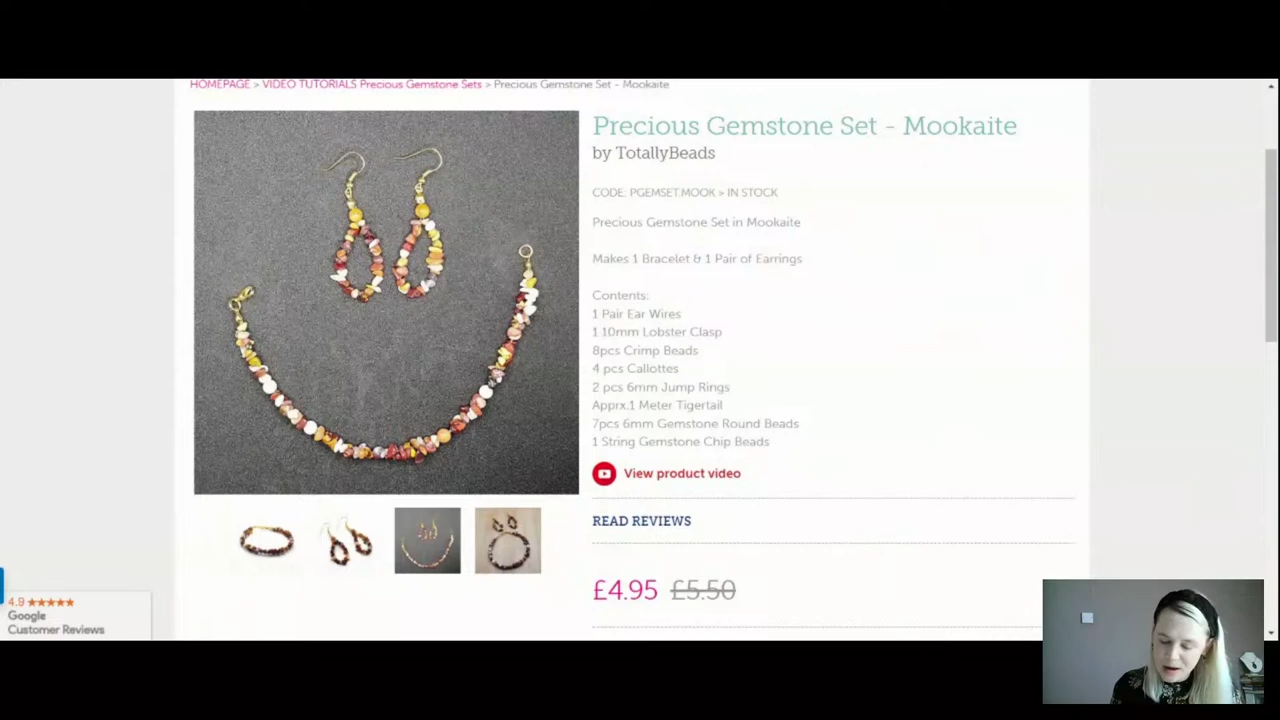 HOMEPAGE > VIDEO TUTORIALS Precious Gemstone Sets > Precious Gemstone Set - Mookaite
Precious Gemstone Set - Mookaite
by TotallyBeads
CODE: PGEMSET.MOOK » IN STOCK
Precious Gemstone Set in Mookaite
Makes 1 Bracelet & 1 Pair of Earrings
Contents:
1 Pair Ear Wires
1 10mm Lobster Clasp
8pcs Crimp Beads
4 pcs Callottes
2 pcs 6mm Jump Rings
Apprx.1 Meter Tigertail
7pcs 6mm Gemstone Round Beads
1 String Gemstone Chip Beads
View product video
READ REVIEWS
£4.95 £5.50
4.9 ★★★★★
Google
Customer Reviews